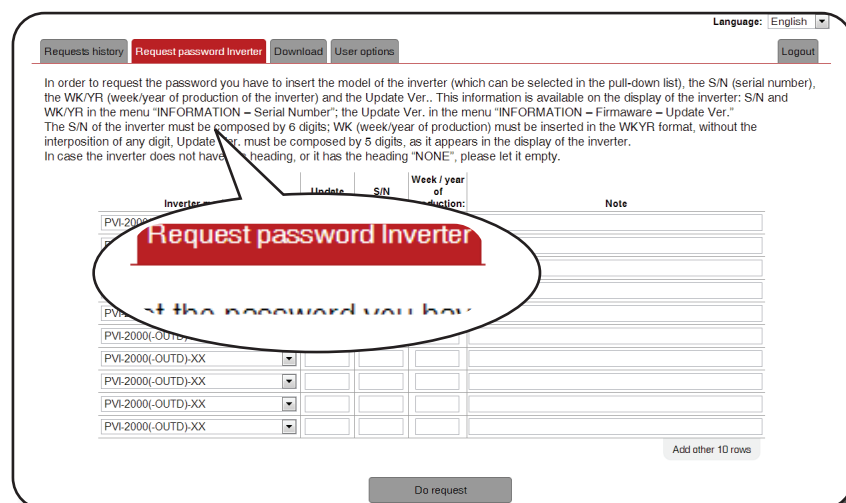 Language: English
Requests history Request password Inverter Download User options Logout
In order to request the password you have to insert the model of the inverter (which can be selected in the pull-down list), the S/N (serial number),
the WK/YR (week/year of production of the inverter) and the Update Ver.. This information is available on the display of the inverter: S/N and
WK/YR in the menu "INFORMATION – Serial Number"; the Update Ver. in the menu "INFORMATION – Firmaware – Update Ver."
The S/N of the inverter must be composed by 6 digits; WK (week/year of production) must be inserted in the WKYR format, without the
interposition of any digit, Update must be composed by 5 digits, as it appears in the display of the inverter.
In case the inverter does not have heading, or it has the heading "NONE", please let it empty.
Week / year
of
Inverter Update S/N Note
Request password Inverter
the password you
PVI-2000(-OUTD)-XX
PVI-2000(-OUTD)-XX
PVI-2000(-OUTD)-XX
PVI-2000(-OUTD)-XX
Add other 10 rows
Do request